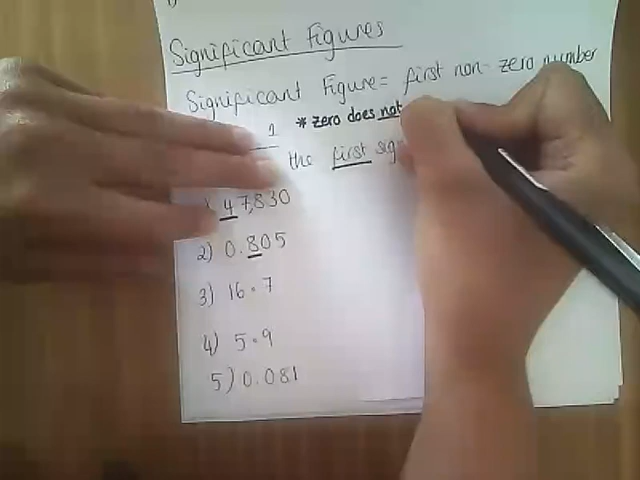 Significant Figures
Significant Figure = first non-zero number
1 * zero does not
the first sig
1) 47,830
2) 0.805
3) 16.7
4) 5.9
5) 0.081